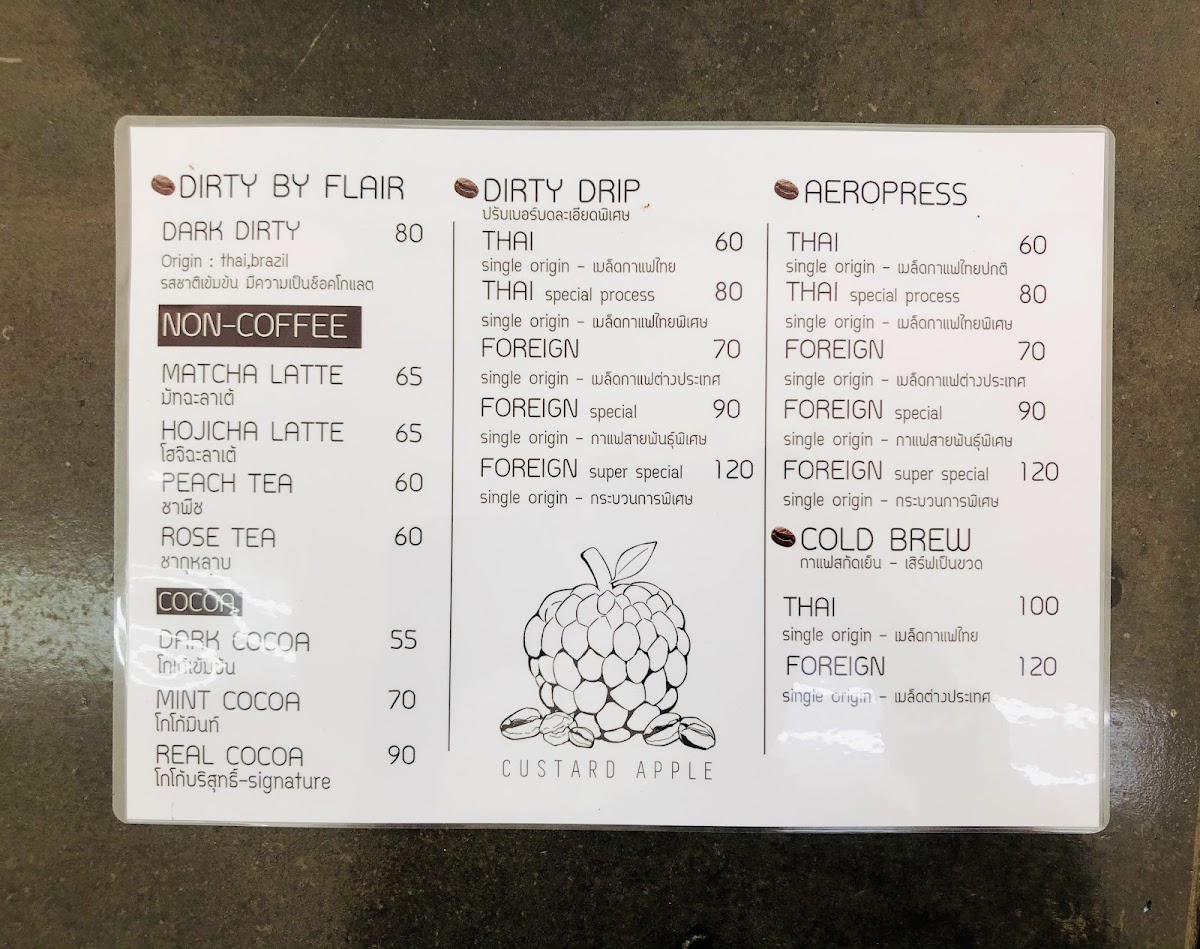 DIRTY BY FLAIR
DARK DIRTY 80
Origin : thai,brazil
รสชาติเข้มข้น มีความเป็นช็อคโกแลต
NON-COFFEE
MATCHA LATTE 65
มัทฉะลาเต้
HOJICHA LATTE 65
โฮจิฉะลาเต้
PEACH TEA 60
ชาพีช
ROSE TEA 60
ชากุหลาบ
COCOA
DARK COCOA 55
โกโก้เข้มข้น
MINT COCOA 70
โกโก้มินท์
REAL COCOA 90
โกโก้บริสุทธิ์-signature
DIRTY DRIP
ปรับเบอร์บดละเอียดพิเศษ
THAI 60
single origin - เมล็ดกาแฟไทย
THAI special process 80
single origin - เมล็ดกาแฟไทยพิเศษ
FOREIGN 70
single origin - เมล็ดกาแฟต่างประเทศ
FOREIGN special 90
single origin - กาแฟสายพันธุ์พิเศษ
FOREIGN super special 120
single origin - กระบวนการพิเศษ
CUSTARD APPLE
AEROPRESS
THAI 60
single origin - เมล็ดกาแฟไทยปกติ
THAI special process 80
single origin - เมล็ดกาแฟไทยพิเศษ
FOREIGN 70
single origin - เมล็ดกาแฟต่างประเทศ
FOREIGN special 90
single origin - กาแฟสายพันธุ์พิเศษ
FOREIGN super special 120
single origin - กระบวนการพิเศษ
COLD BREW
กาแฟสกัดเย็น - เสิร์ฟเป็นขวด
THAI 100
single origin - เมล็ดกาแฟไทย
FOREIGN 120
single origin - เมล็ดต่างประเทศ